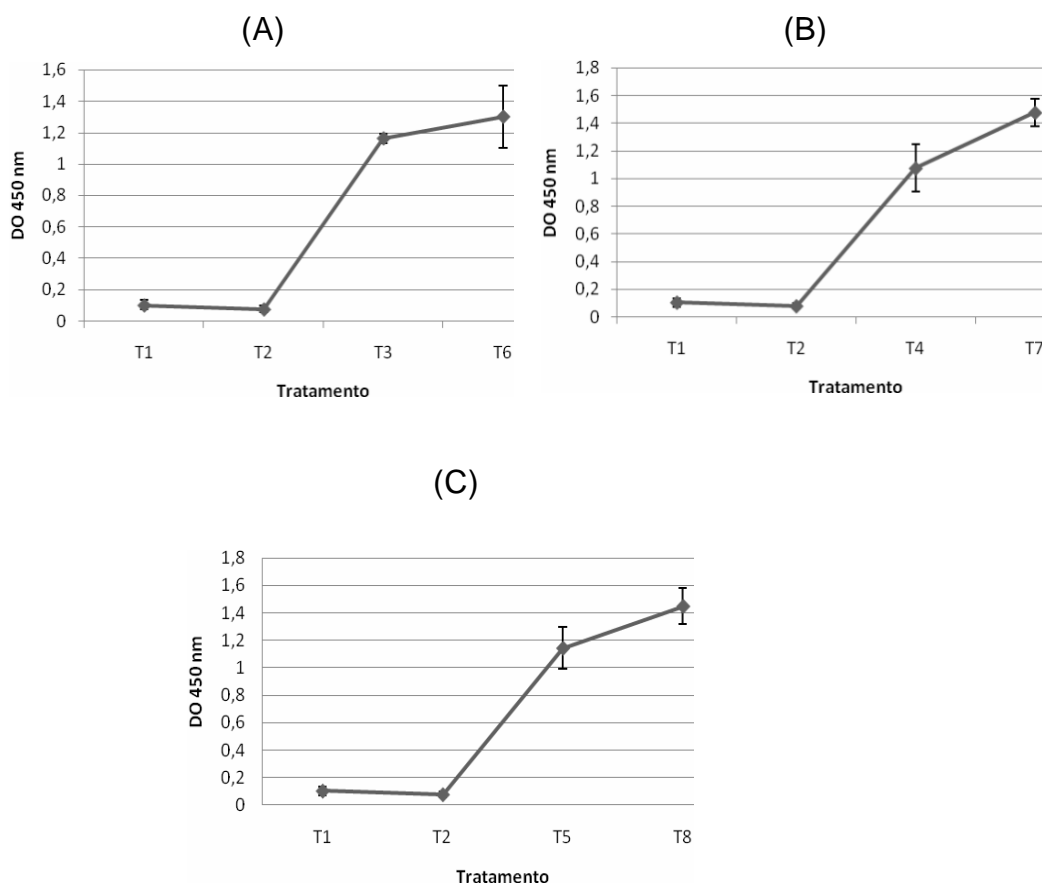 (A)
DO 450 nm
1,6
1,4
1,2
1
0,8
0,6
0,4
0,2
0
T1 T2 T3 T6
Tratamento
(B)
DO 450 nm
1,8
1,6
1,4
1,2
1
0,8
0,6
0,4
0,2
0
T1 T2 T4 T7
Tratamento
(C)
DO 450 nm
1,8
1,6
1,4
1,2
1
0,8
0,6
0,4
0,2
0
T1 T2 T5 T8
Tratamento